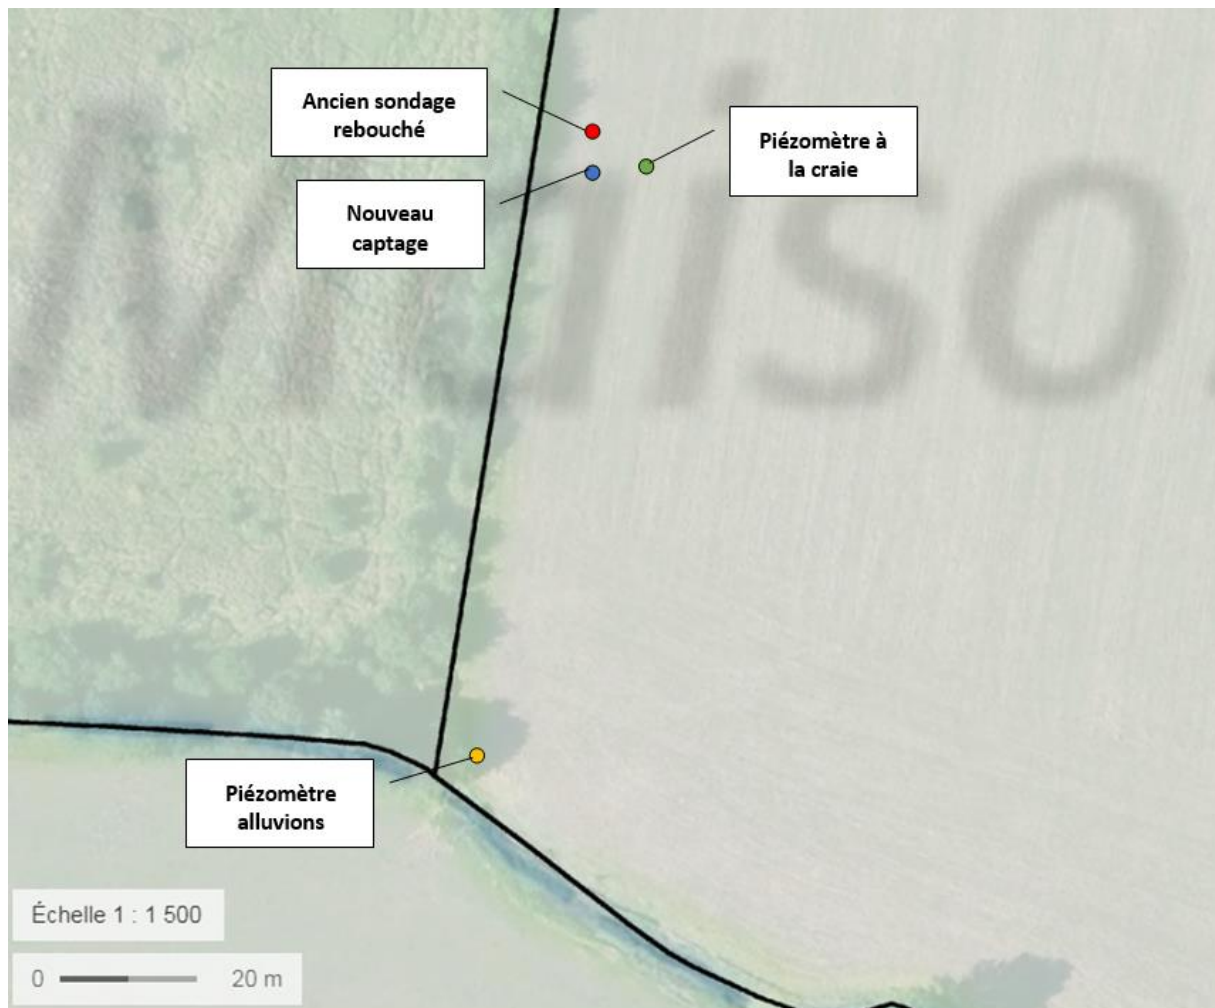 Ancien sondage
rebouché
Piézomètre à
la craie
Nouveau
captage
Piézomètre
alluvions
Échelle 1 : 1 500
0 20 m